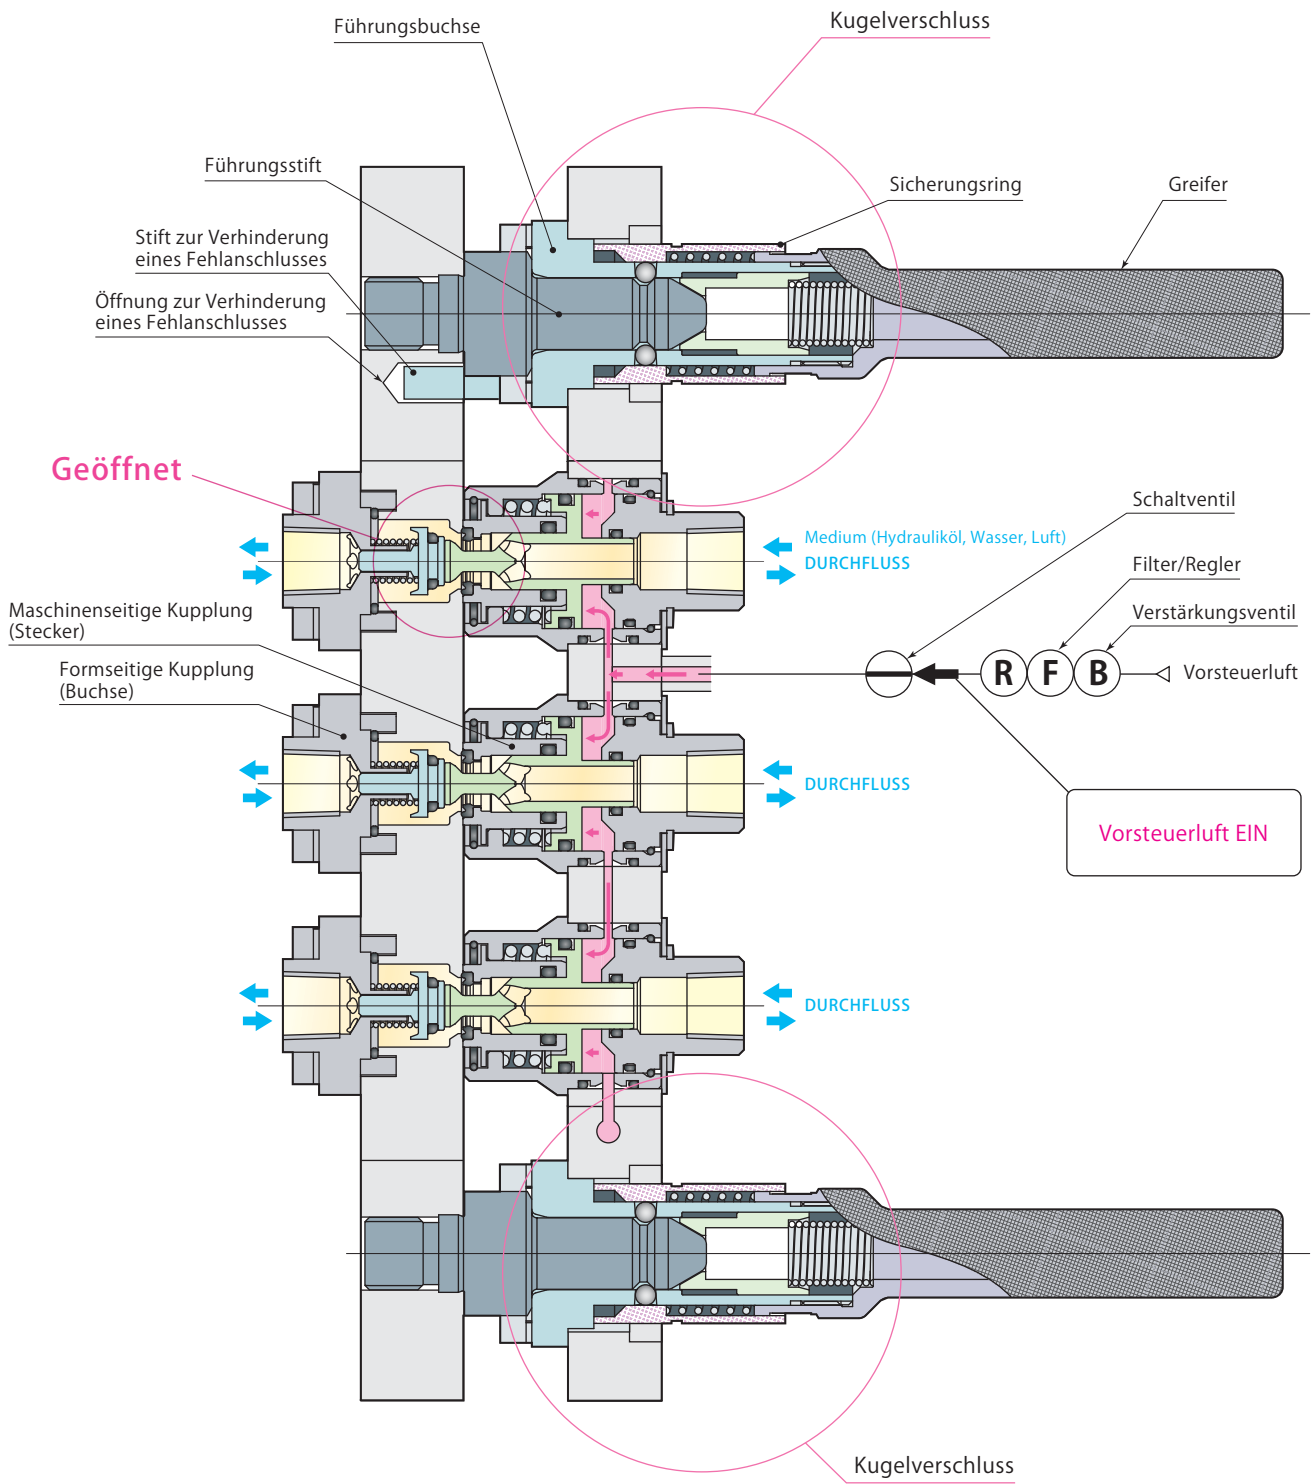 Führungsbuchse
Kugelverschluss
Führungsstift
Sicherungsring
Greifer
Stift zur Verhinderung
eines Fehlanschlusses
Öffnung zur Verhinderung
eines Fehlanschlusses
Geöffnet
Schaltventil
Medium (Hydrauliköl, Wasser, Luft)
DURCHFLUSS
Filter/Regler
Maschinenseitige Kupplung
(Stecker)
Verstärkungsventil
Formseitige Kupplung
(Buchse)
R F B
Vorsteuerluft
DURCHFLUSS
Vorsteuerluft EIN
DURCHFLUSS
Kugelverschluss